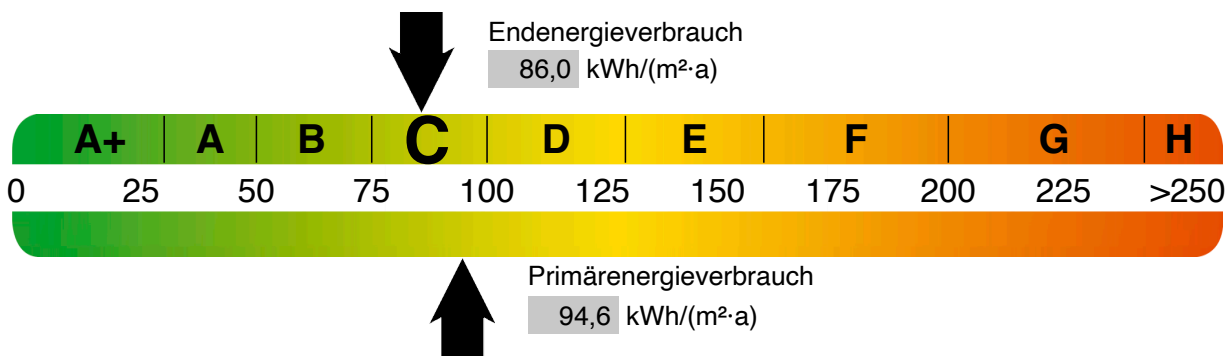 Endenergieverbrauch
86,0 kWh/(m²·a)
A+ A B C D E F G H
0 25 50 75 100 125 150 175 200 225 >250
Primärenergieverbrauch
94,6 kWh/(m²·a)